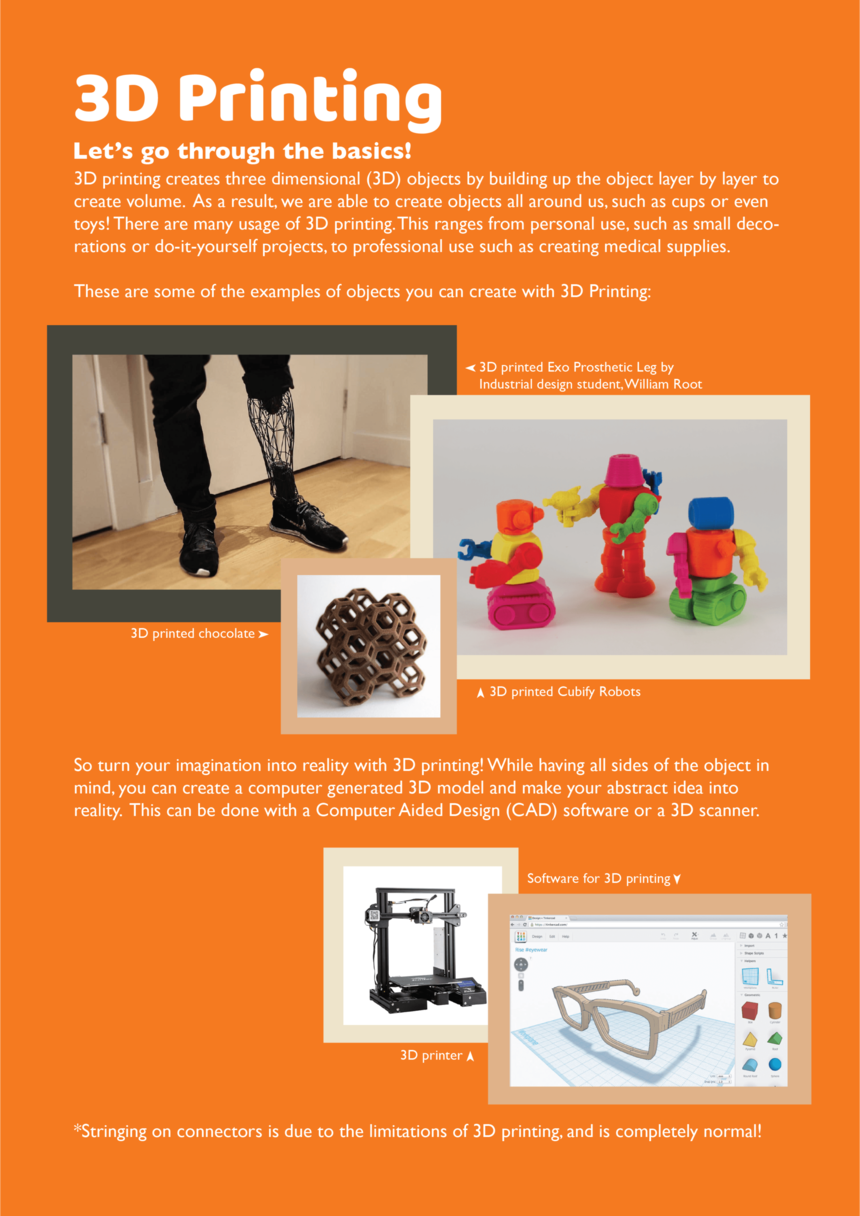 3D Printing
Let's go through the basics!
3D printing creates three dimensional (3D) objects by building up the object layer by layer to
create volume. As a result, we are able to create objects all around us, such as cups or even
toys! There are many usage of 3D printing. This ranges from personal use, such as small deco-
rations or do-it-yourself projects, to professional use such as creating medical supplies.
These are some of the examples of objects you can create with 3D Printing:
3D printed Exo Prosthetic Leg by
Industrial design student, William Root
3D printed chocolate
3D printed Cubify Robots
So turn your imagination into reality with 3D printing! While having all sides of the object in
mind, you can create a computer generated 3D model and make your abstract idea into
reality. This can be done with a Computer Aided Design (CAD) software or a 3D scanner.
Software for 3D printing
Design Edit Help
3D printer
*Stringing on connectors is due to the limitations of 3D printing, and is completely normal!